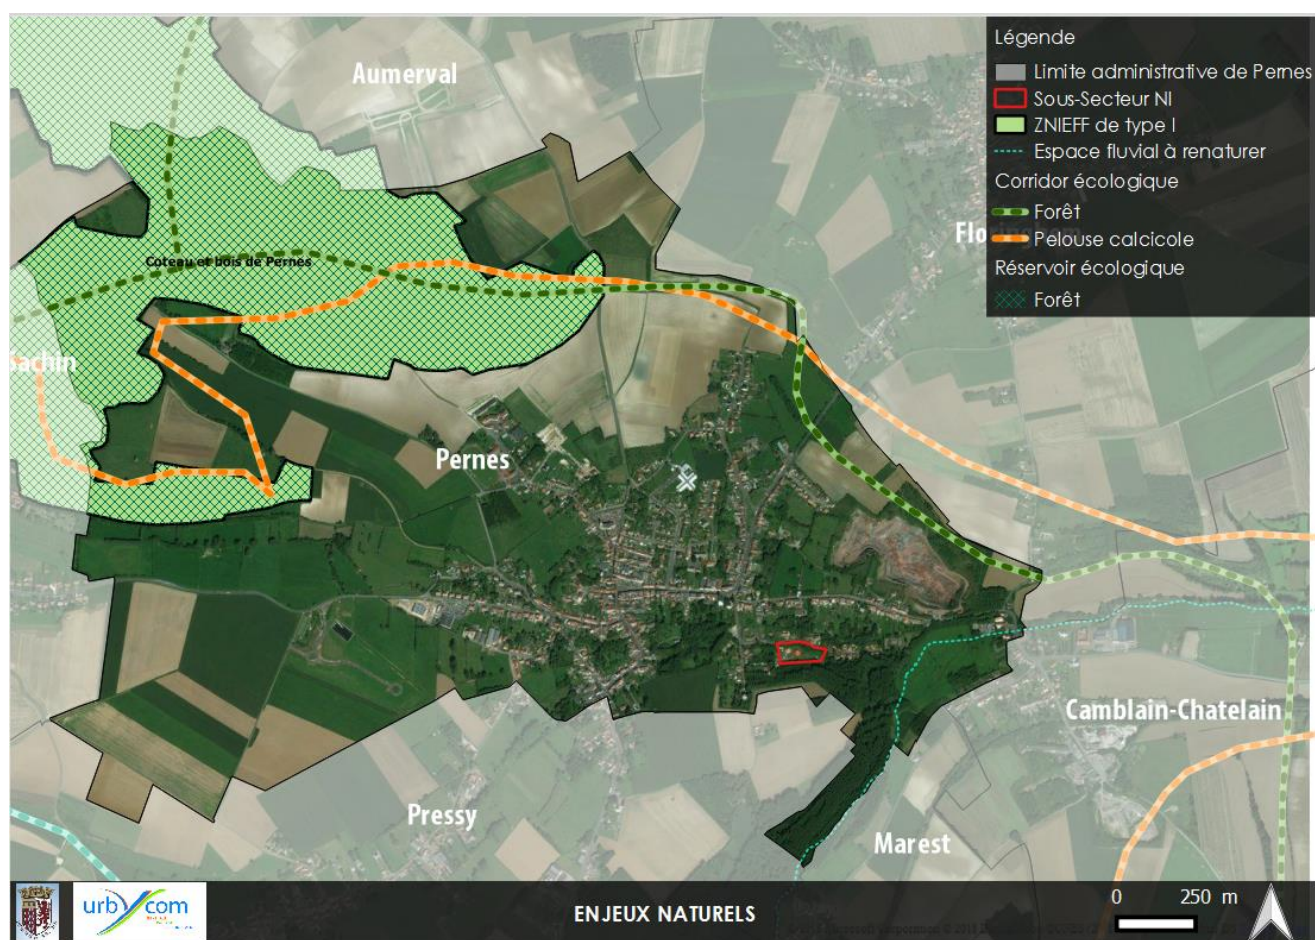 Aumerval
Légende
Limite administrative de Pernes
Sous-Secteur Nl
ZNIEFF de type I
Espace fluvial à renaturer
Corridor écologique
Forêt
Pelouse calcicole
Réservoir écologique
Forêt
Coteau et bois de Pernes
Pernes
Camblain-Chatelain
Pressy
Marest
urbycom
ENJEUX NATURELS
0 250 m